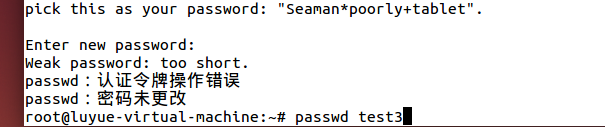 pick this as your password: "Seaman*poorly+tablet".
Enter new password:
Weak password: too short.
passwd：认证令牌操作错误
passwd：密码未更改
root@luyue-virtual-machine:~# passwd test3